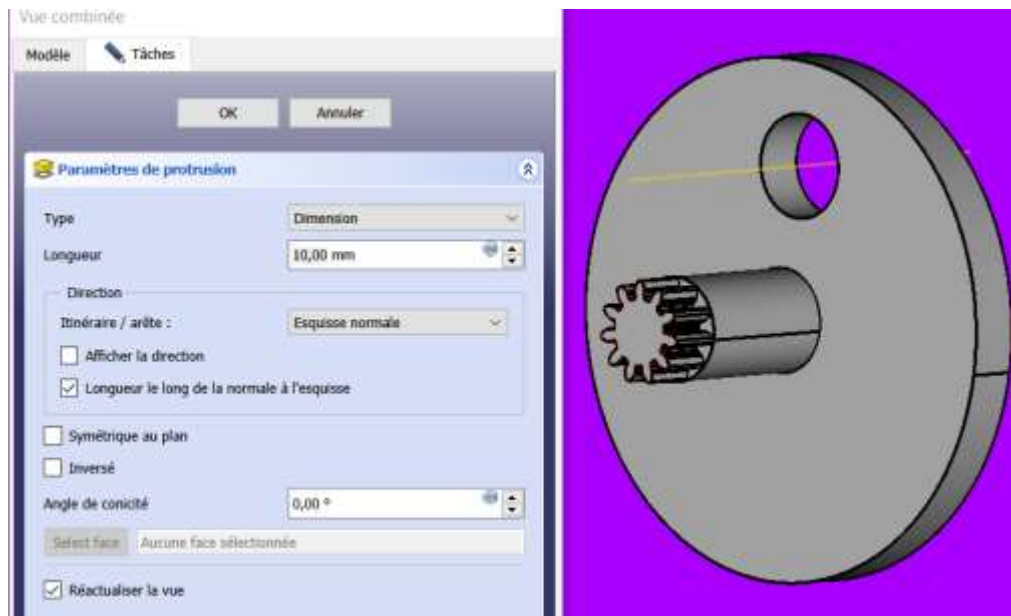 Vue combinée
Modèle Tâches
OK Annuler
Paramètres de protrusion
Type Dimension
Longueur 10,00 mm
Direction
Itinéraire / arête : Esquisse normale
Afficher la direction
Longueur le long de la normale à l'esquisse
Symétrique au plan
Inversé
Angle de conicité 0,00 °
Select face Aucune face sélectionnée
Réactualiser la vue